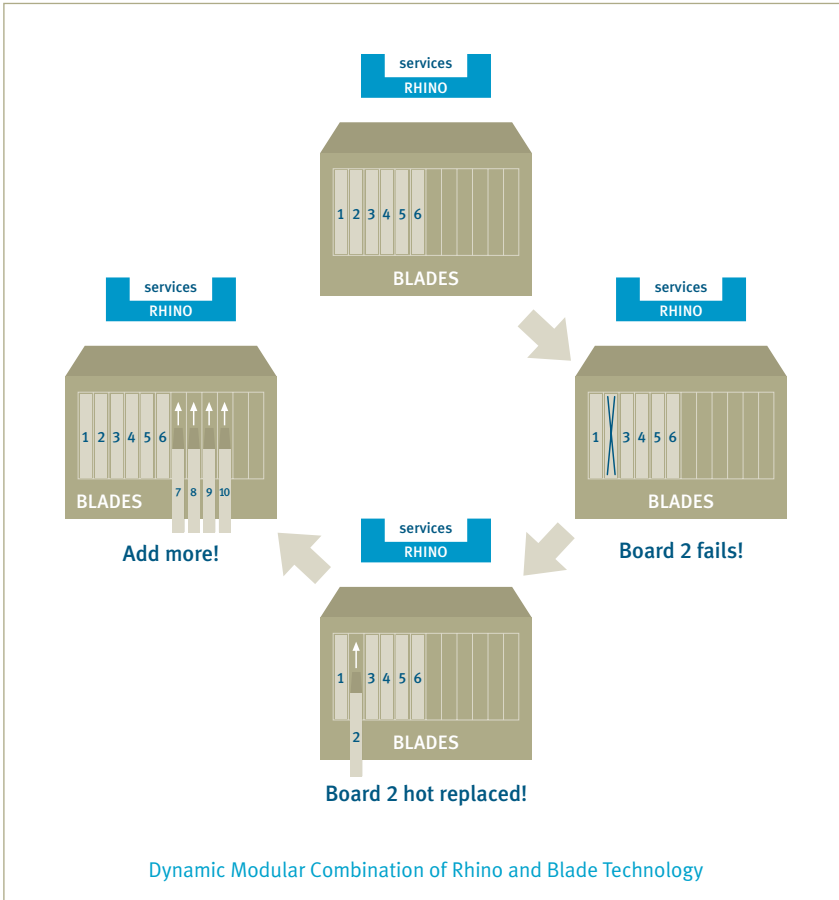 services
RHINO
1 2 3 4 5 6
BLADES
services
RHINO
1 2 3 4 5 6
7 8 9 10
BLADES
Add more!
services
RHINO
1 3 4 5 6
BLADES
Board 2 fails!
services
RHINO
1 3 4 5 6
2
BLADES
Board 2 hot replaced!
Dynamic Modular Combination of Rhino and Blade Technology